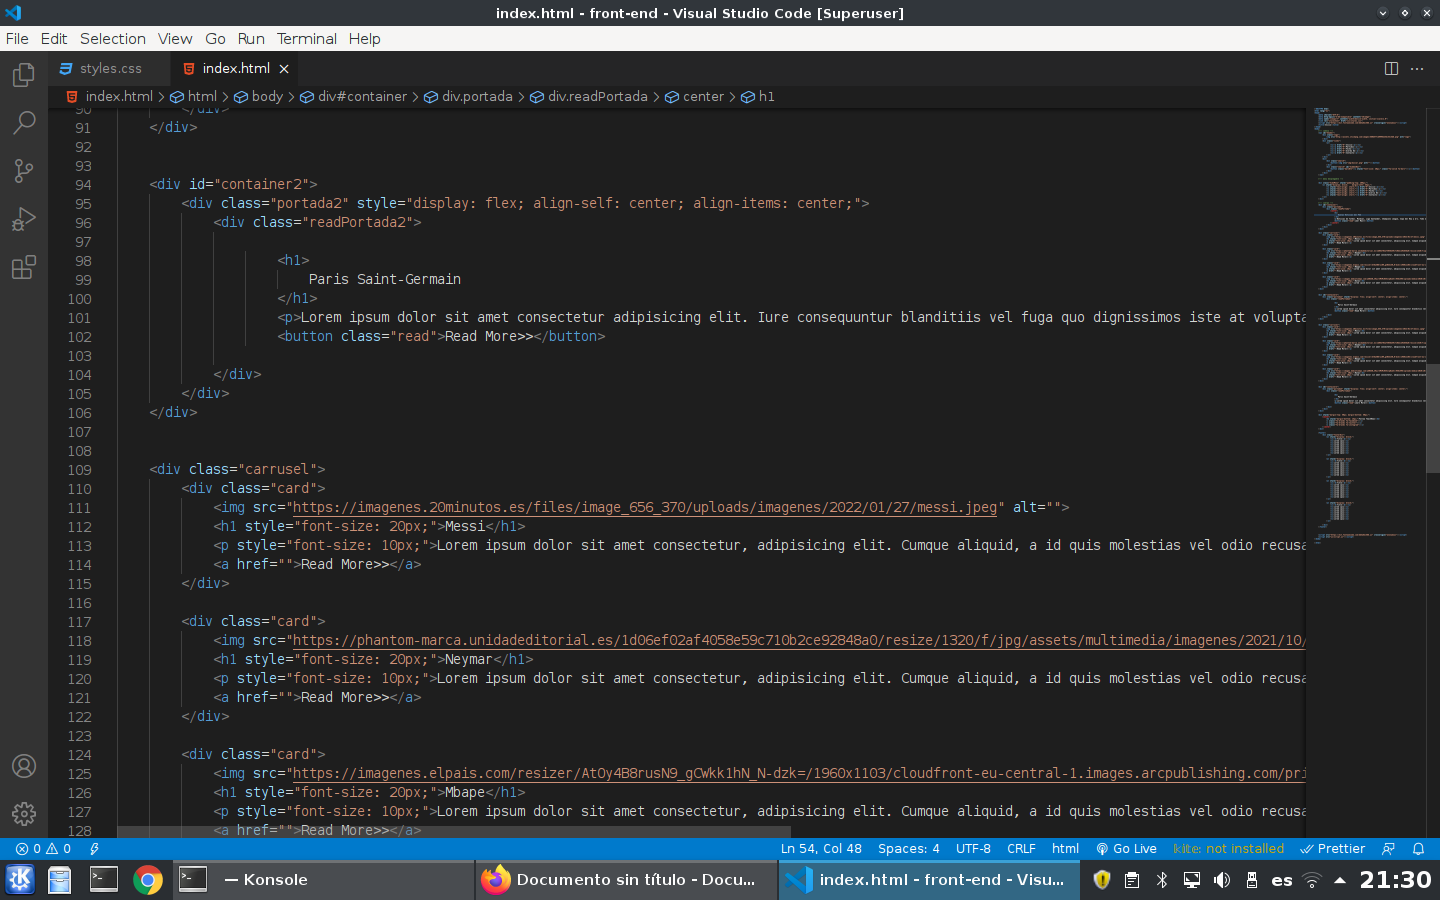 index.html - front-end - Visual Studio Code [Superuser]
File Edit Selection View Go Run Terminal Help
styles.css index.html
index.html html body div#container div.portada div.readPortada center h1
90 </div>
91 </div>
92
93
94 <div id="container2">
95 <div class="portada2" style="display: flex; align-self: center; align-items: center;">
96 <div class="readPortada2">
97
98 <h1>
99 Paris Saint-Germain
100 </h1>
101 <p>Lorem ipsum dolor sit amet consectetur adipisicing elit. Iure consequuntur blanditiis vel fuga quo dignissimos iste at volupta
102 <button class="read">Read More>></button>
103
104 </div>
105 </div>
106 </div>
107
108
109 <div class="carrusel">
110 <div class="card">
111 <img src="https://imagenes.20minutos.es/files/image_656_370/uploads/imagenes/2022/01/27/messi.jpeg" alt="">
112 <h1 style="font-size: 20px;">Messi</h1>
113 <p style="font-size: 10px;">Lorem ipsum dolor sit amet consectetur, adipisicing elit. Cumque aliquid, a id quis molestias vel odio recusa
114 <a href="">Read More>></a>
115 </div>
116
117 <div class="card">
118 <img src="https://phantom-marca.unidadeditorial.es/1d06ef02af4058e59c710b2ce92848a0/resize/1320/f/jpg/assets/multimedia/imagenes/2021/10/
119 <h1 style="font-size: 20px;">Neymar</h1>
120 <p style="font-size: 10px;">Lorem ipsum dolor sit amet consectetur, adipisicing elit. Cumque aliquid, a id quis molestias vel odio recusa
121 <a href="">Read More>></a>
122 </div>
123
124 <div class="card">
125 <img src="https://imagenes.elpais.com/resizer/AtOy4B8rusN9_gCWkk1hN_N-dzk=/1960x1103/cloudfront-eu-central-1.images.arcpublishing.com/pri
126 <h1 style="font-size: 20px;">Mbape</h1>
127 <p style="font-size: 10px;">Lorem ipsum dolor sit amet consectetur, adipisicing elit. Cumque aliquid, a id quis molestias vel odio recusa
128 <a href="">Read More>></a>
0 0 Ln 54, Col 48 Spaces: 4 UTF-8 CRLF html Go Live kite: not installed Prettier
— Konsole Documento sin título - Docu... index.html - front-end - Visu... es 21:30